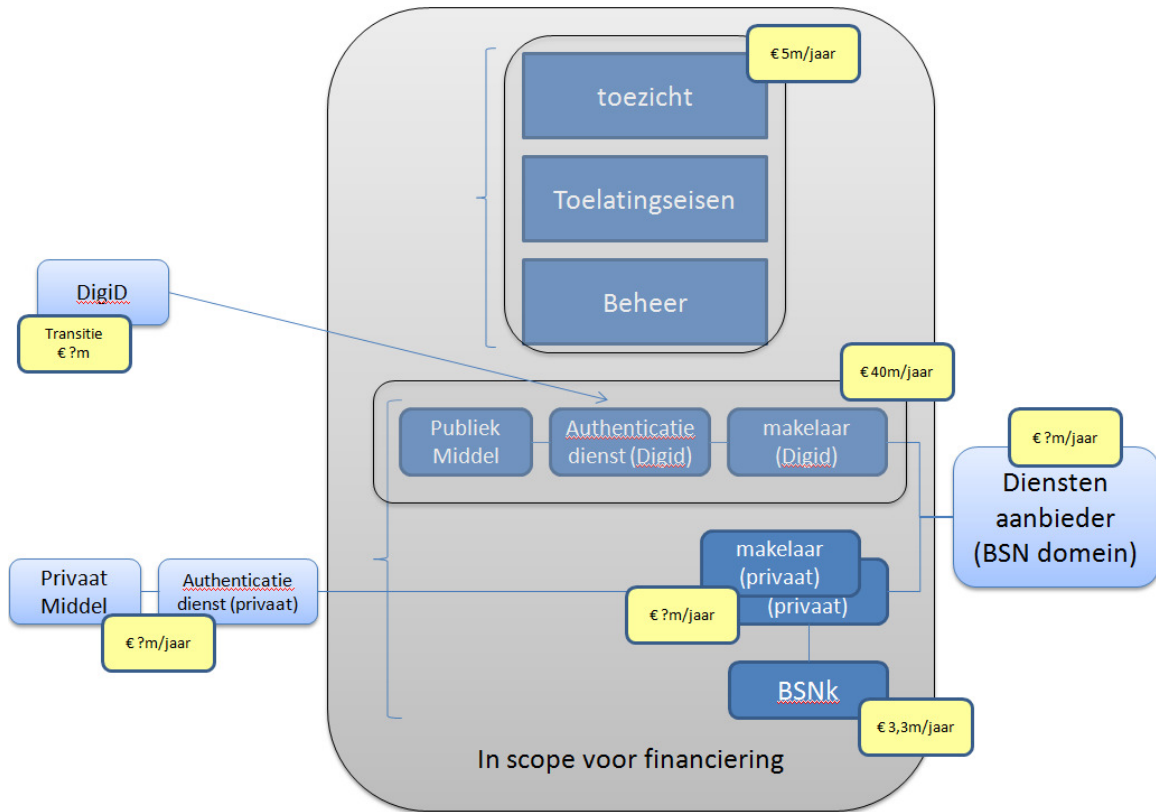 € 5m/jaar
toezicht
Toelatingseisen
Beheer
DigiD
Transitie
€ ?m
€ 40m/jaar
Publiek
Middel
Authenticatie
dienst (Digid)
makelaar
(Digid)
€ ?m/jaar
Diensten
aanbieder
(BSN domein)
Privaat
Middel
Authenticatie
dienst (privaat)
€ ?m/jaar
makelaar
(privaat)
(privaat)
€ ?m/jaar
BSNk
€ 3,3m/jaar
In scope voor financiering